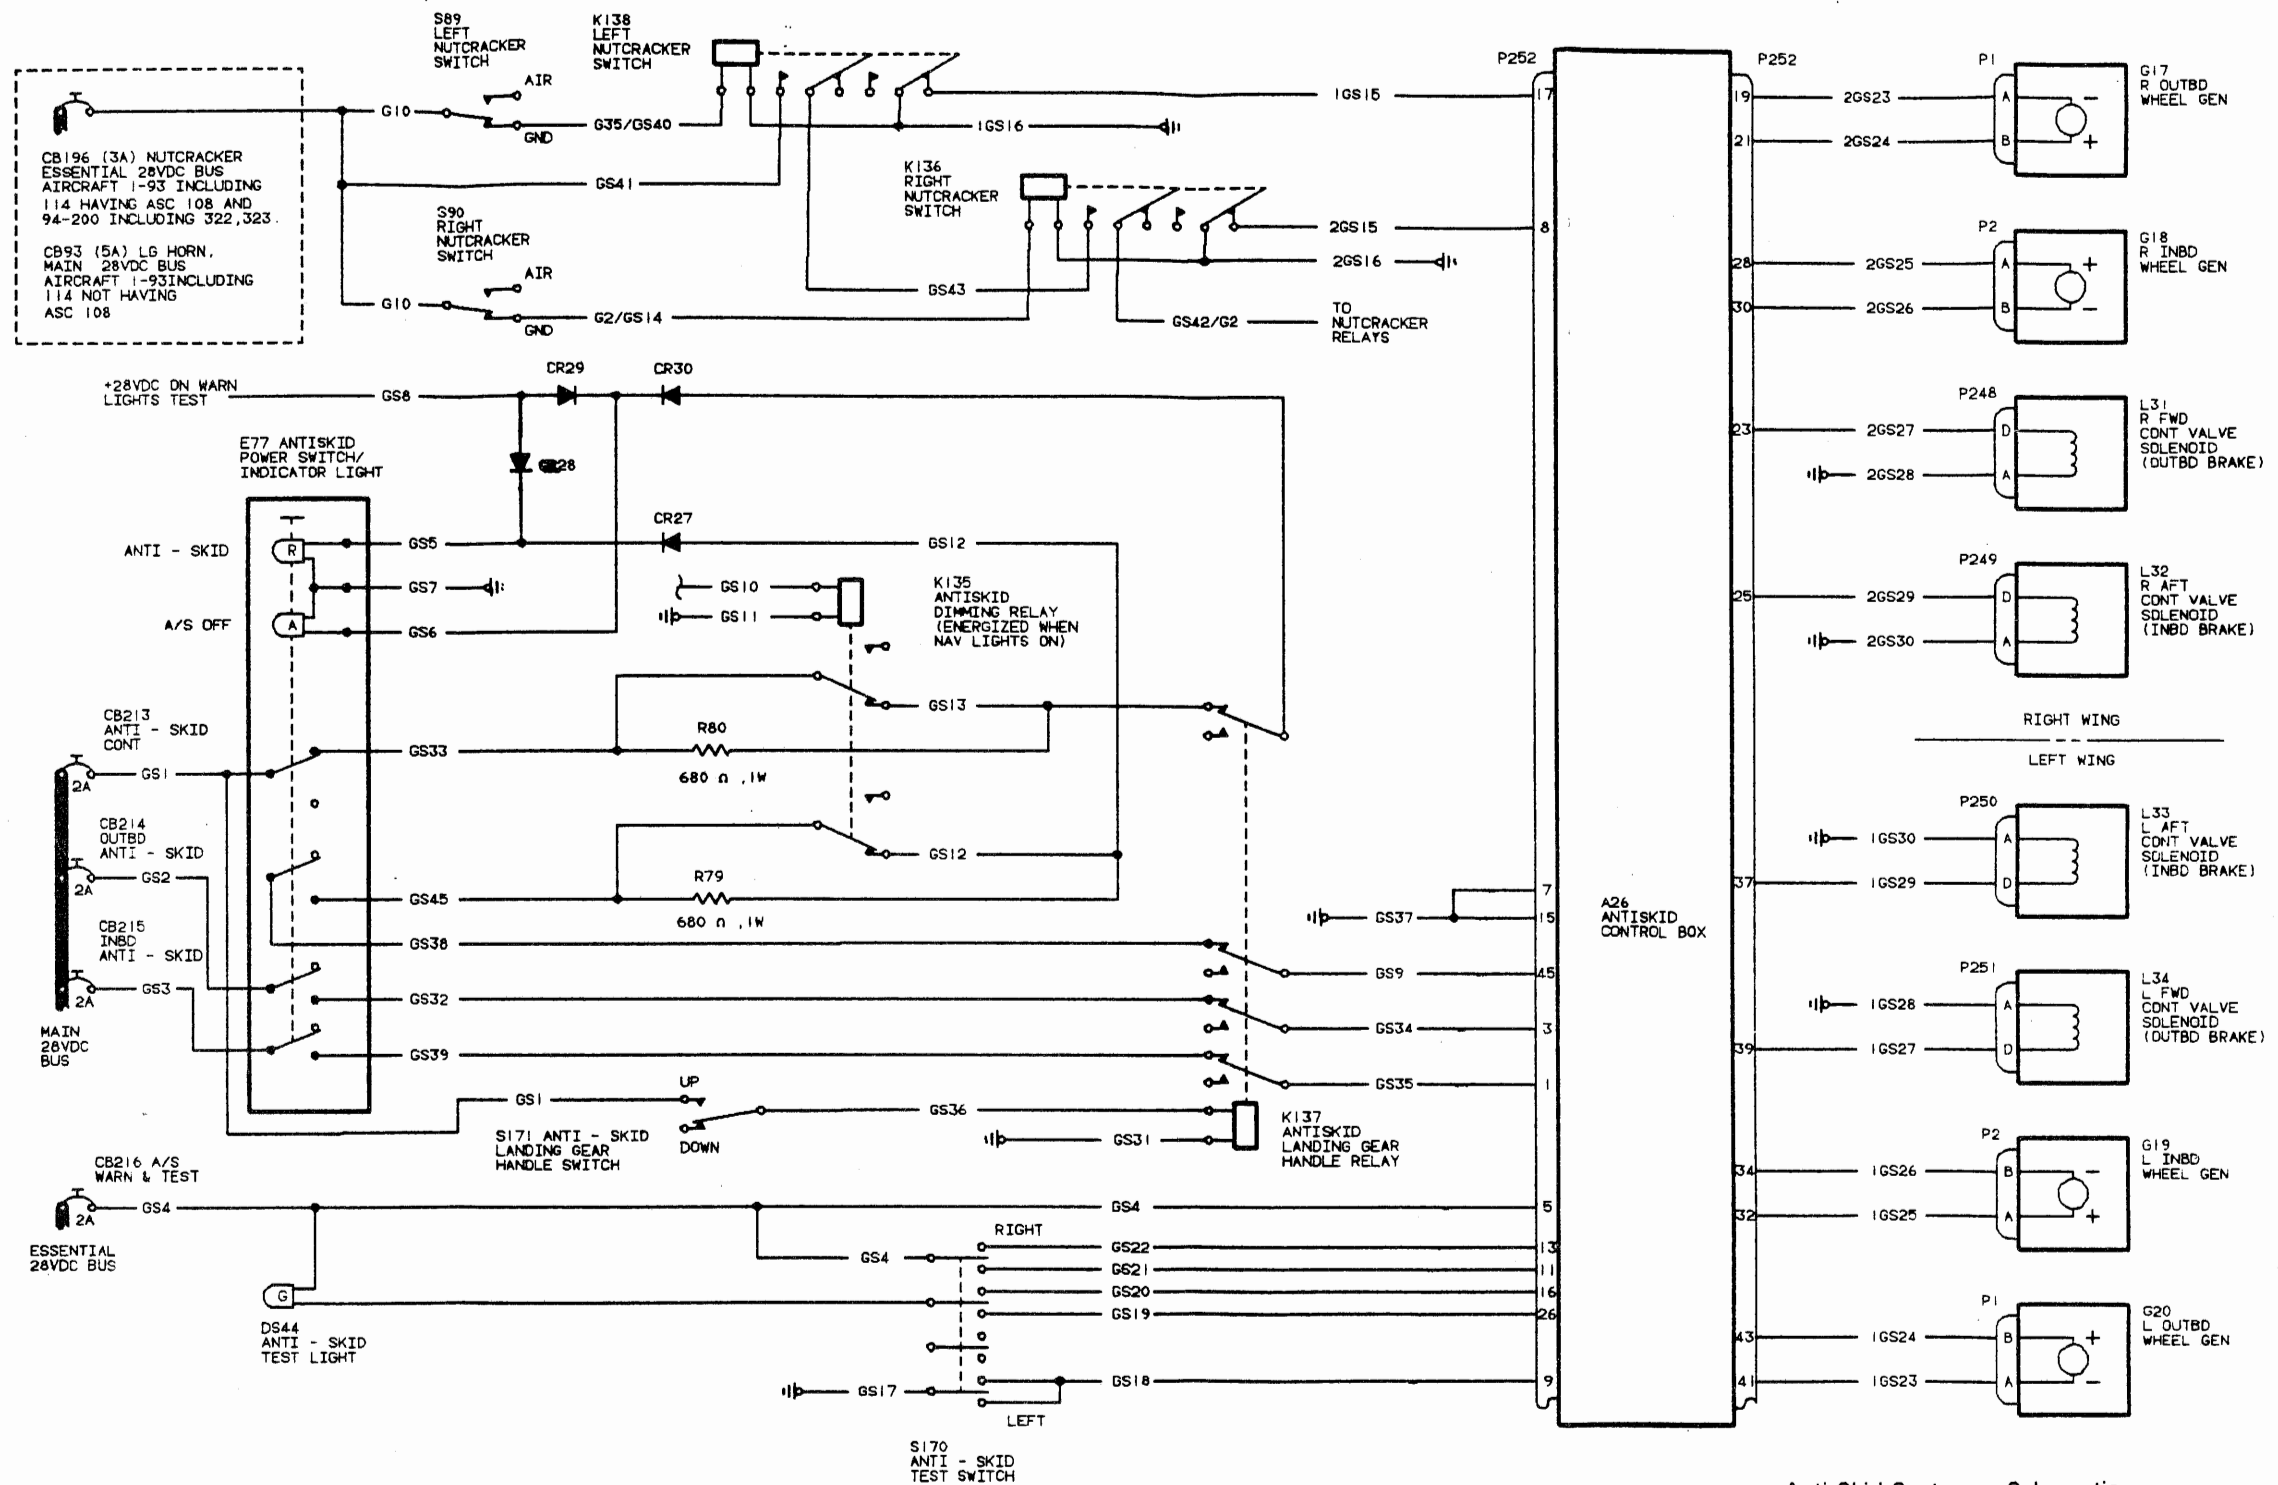 S89
LEFT
NUTCRACKER
SWITCH
K138
LEFT
NUTCRACKER
SWITCH
AIR
GND
G10
G35/GS40
1GS16
1GS15
GS41
CB196 (3A) NUTCRACKER
ESSENTIAL 28VDC BUS
AIRCRAFT 1-93 INCLUDING
114 HAVING ASC 108 AND
94-200 INCLUDING 322,323.
CB93 (5A) LG HORN,
MAIN 28VDC BUS
AIRCRAFT 1-93INCLUDING
114 NOT HAVING
ASC 108
S90
RIGHT
NUTCRACKER
SWITCH
AIR
GND
G10
G2/GS14
K136
RIGHT
NUTCRACKER
SWITCH
2GS15
2GS16
GS43
GS42/G2
TO
NUTCRACKER
RELAYS
+28VDC ON WARN
LIGHTS TEST
GS8
CR29
CR30
28
CR27
E77 ANTISKID
POWER SWITCH/
INDICATOR LIGHT
ANTI - SKID
R
GS5
GS12
GS7
A/S OFF
A
GS6
GS10
GS11
K135
ANTISKID
DIMMING RELAY
(ENERGIZED WHEN
NAV LIGHTS ON)
GS13
CB213
ANTI - SKID
CONT
2A
GS1
GS33
R80
680 Ω ,1W
CB214
OUTBD
ANTI - SKID
2A
GS2
GS12
GS45
R79
680 Ω ,1W
CB215
INBD
ANTI - SKID
2A
GS3
MAIN
28VDC
BUS
GS38
GS32
GS39
GS37
GS9
GS34
GS35
GS1
UP
DOWN
S171 ANTI - SKID
LANDING GEAR
HANDLE SWITCH
GS36
GS31
K137
ANTISKID
LANDING GEAR
HANDLE RELAY
CB216 A/S
WARN & TEST
2A
GS4
GS4
ESSENTIAL
28VDC BUS
G
DS44
ANTI - SKID
TEST LIGHT
RIGHT
GS4
GS22
GS21
GS20
GS19
GS17
GS18
LEFT
S170
ANTI - SKID
TEST SWITCH
P252
17
8
7
15
45
3
1
5
13
11
16
26
9
A26
ANTISKID
CONTROL BOX
P252
19
21
28
30
23
25
37
39
34
32
43
41
2GS23
2GS24
P1
A
B
-
+
G17
R OUTBD
WHEEL GEN
2GS25
2GS26
P2
A
B
+
-
G18
R INBD
WHEEL GEN
2GS27
2GS28
P248
D
A
L31
R FWD
CONT VALVE
SOLENOID
(OUTBD BRAKE)
2GS29
2GS30
P249
D
A
L32
R AFT
CONT VALVE
SOLENOID
(INBD BRAKE)
RIGHT WING
LEFT WING
1GS30
1GS29
P250
A
D
L33
L AFT
CONT VALVE
SOLENOID
(INBD BRAKE)
1GS28
1GS27
P251
A
D
L34
L FWD
CONT VALVE
SOLENOID
(OUTBD BRAKE)
1GS26
1GS25
P2
B
A
-
+
G19
L INBD
WHEEL GEN
1GS24
1GS23
P1
B
A
+
-
G20
L OUTBD
WHEEL GEN